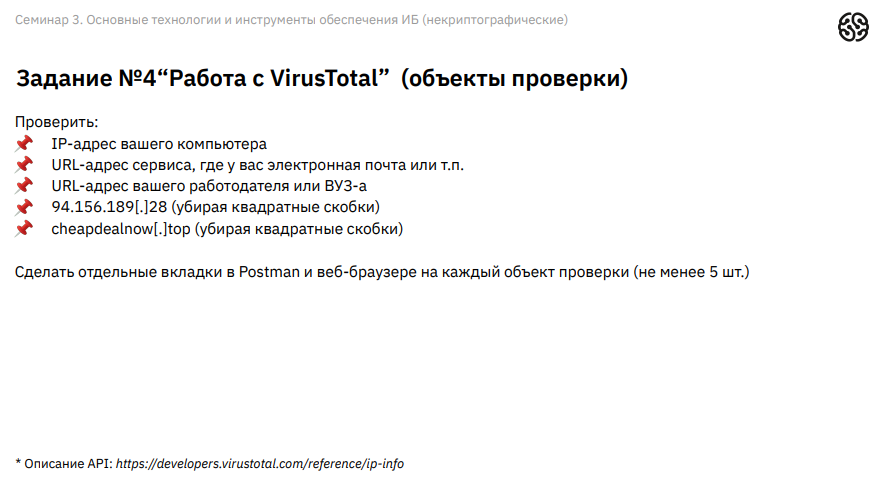 Семинар 3. Основные технологии и инструменты обеспечения ИБ (некриптографические)
Задание №4“Работа с VirusTotal” (объекты проверки)
Проверить:
IP-адрес вашего компьютера
URL-адрес сервиса, где у вас электронная почта или т.п.
URL-адрес вашего работодателя или ВУЗ-а
94.156.189[.]28 (убирая квадратные скобки)
cheapdealnow[.]top (убирая квадратные скобки)
Сделать отдельные вкладки в Postman и веб-браузере на каждый объект проверки (не менее 5 шт.)
* Описание API: https://developers.virustotal.com/reference/ip-info